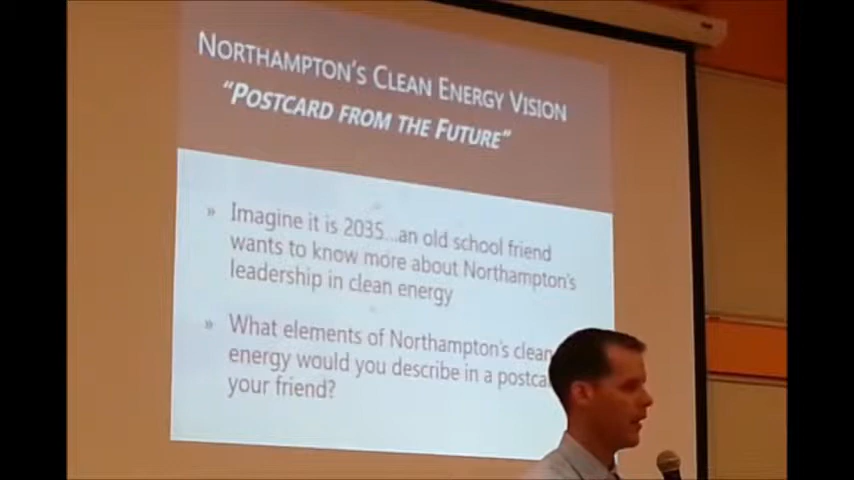 NORTHAMPTON'S CLEAN ENERGY VISION
"POSTCARD FROM THE FUTURE"
» Imagine it is 2035...an old school friend
wants to know more about Northampton's
leadership in clean energy
» What elements of Northampton's clean
energy would you describe in a
your friend?